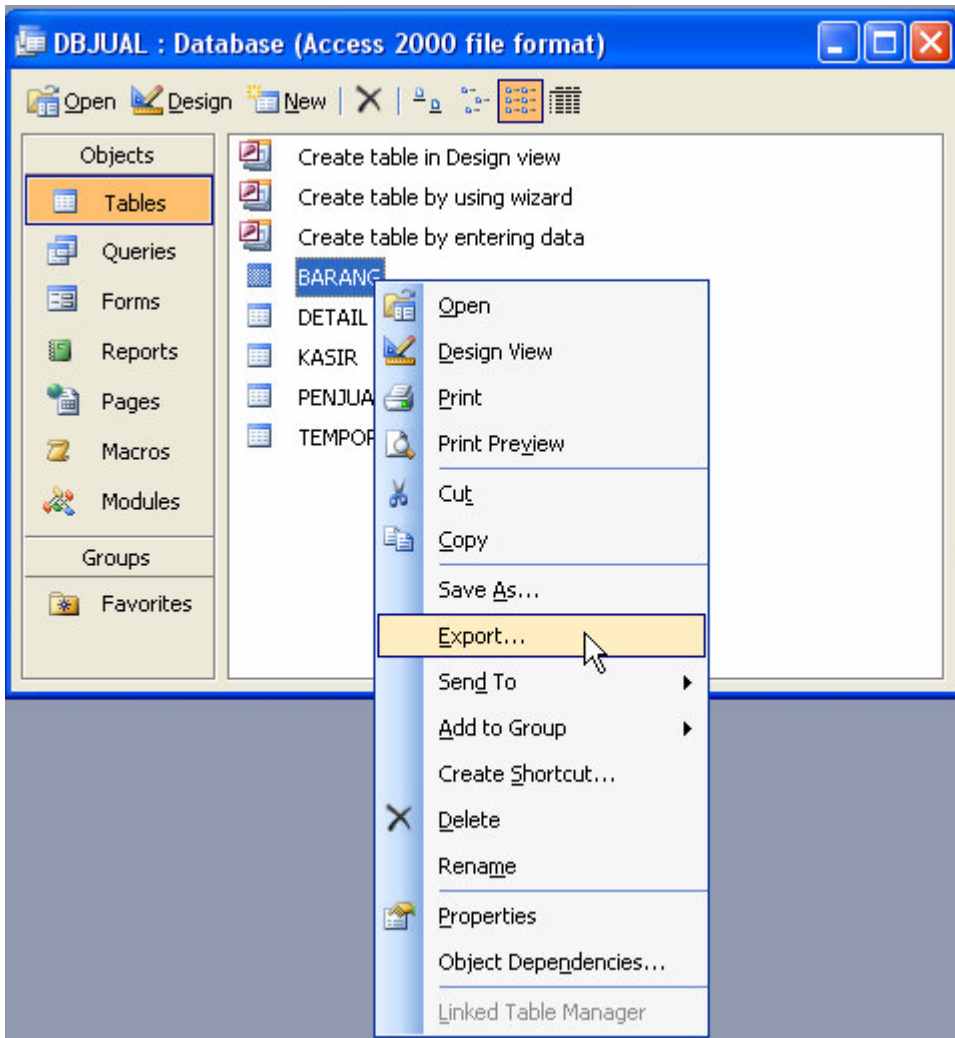 DBJUAL : Database (Access 2000 file format)
Open Design New
Objects
Tables
Queries
Forms
Reports
Pages
Macros
Modules
Groups
Favorites
Create table in Design view
Create table by using wizard
Create table by entering data
BARANG
DETAIL
KASIR
PENJUA
TEMPOR
Open
Design View
Print
Print Preview
Cut
Copy
Save As...
Export...
Send To
Add to Group
Create Shortcut...
Delete
Rename
Properties
Object Dependencies...
Linked Table Manager